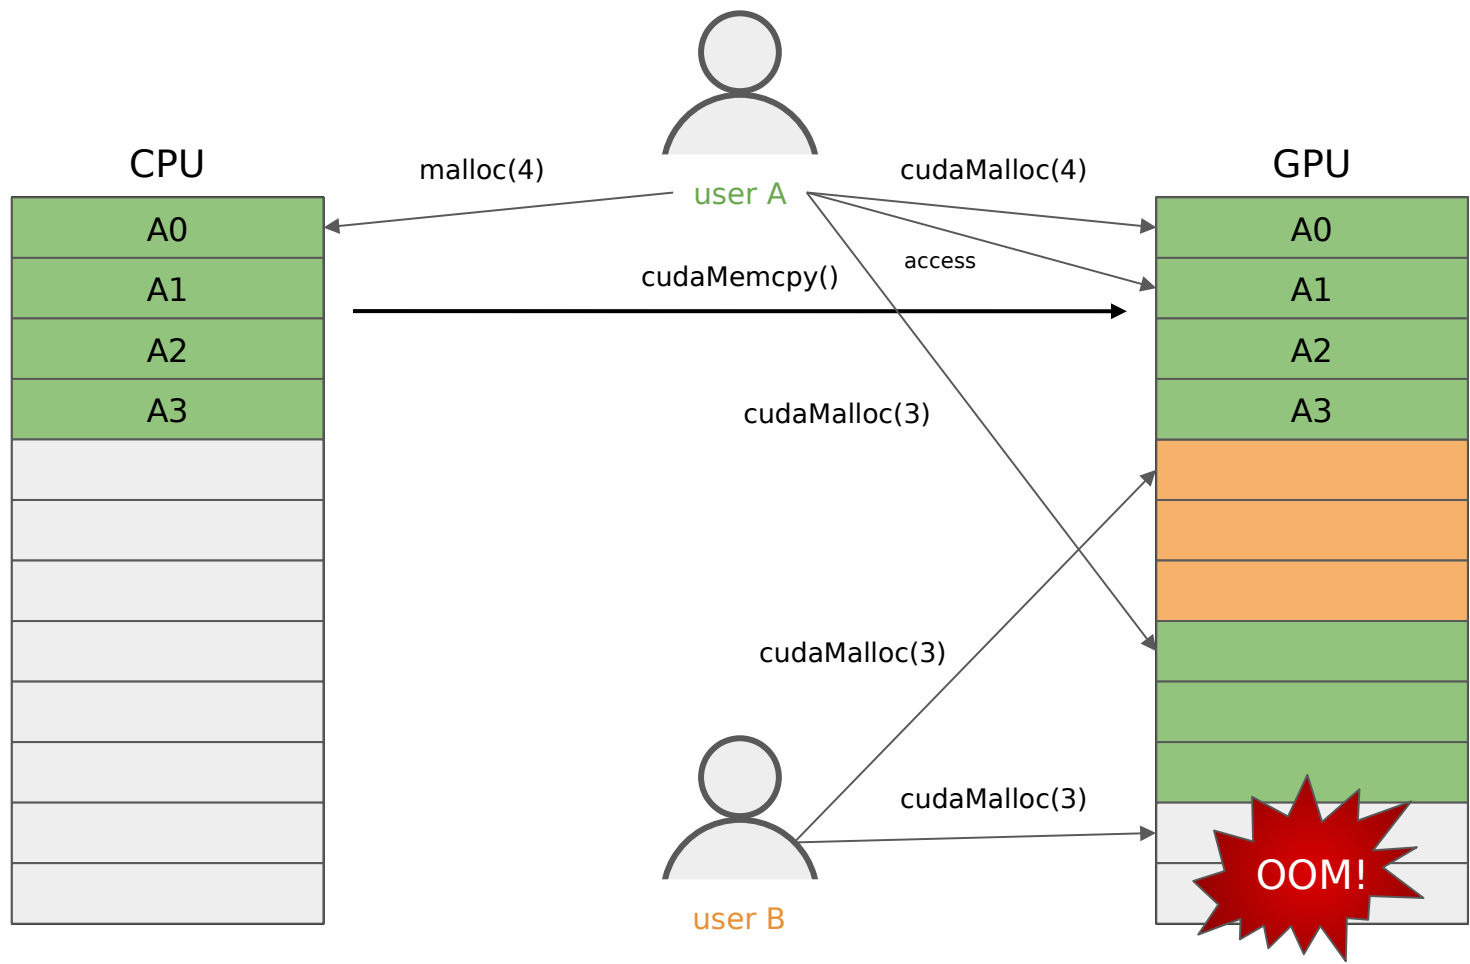 CPU
malloc(4)
user A
cudaMalloc(4)
GPU
A0
A1
A2
A3
access
cudaMemcpy()
A0
A1
A2
A3
cudaMalloc(3)
cudaMalloc(3)
cudaMalloc(3)
OOM!
user B